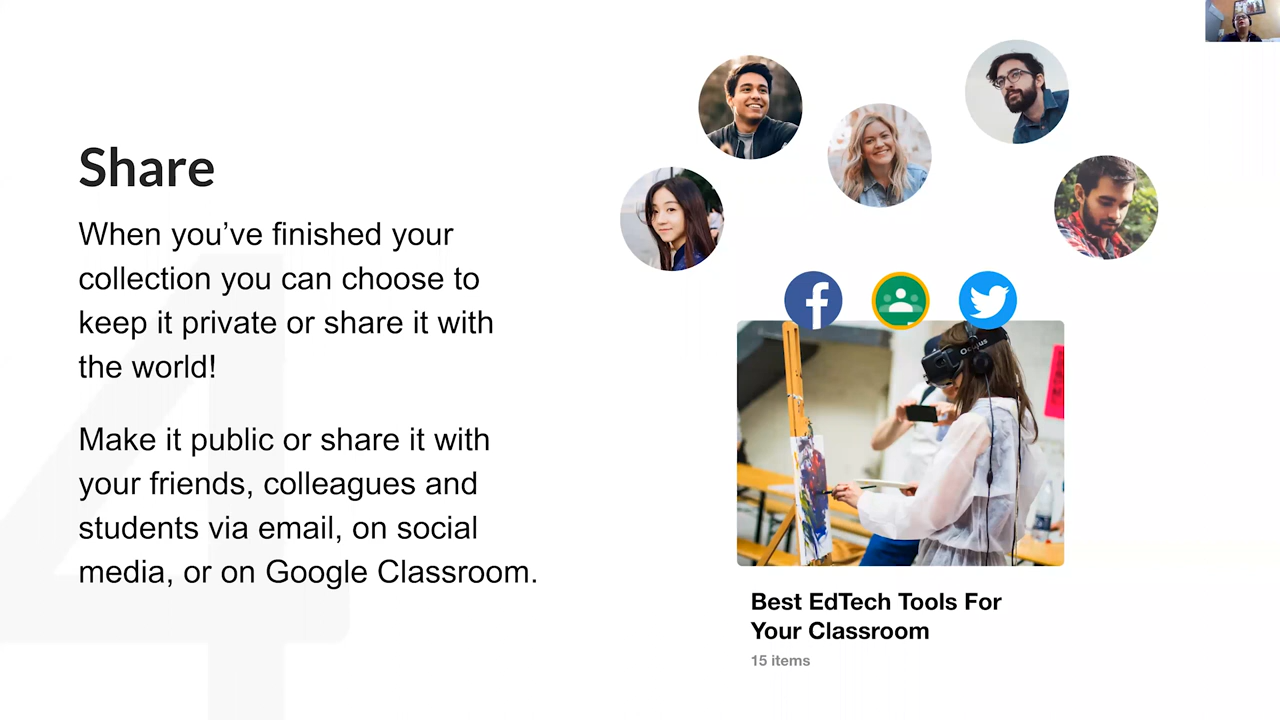 Share
When you’ve finished your
collection you can choose to
keep it private or share it with
the world!
Make it public or share it with
your friends, colleagues and
students via email, on social
media, or on Google Classroom.
4
Oculus
Best EdTech Tools For
Your Classroom
15 items